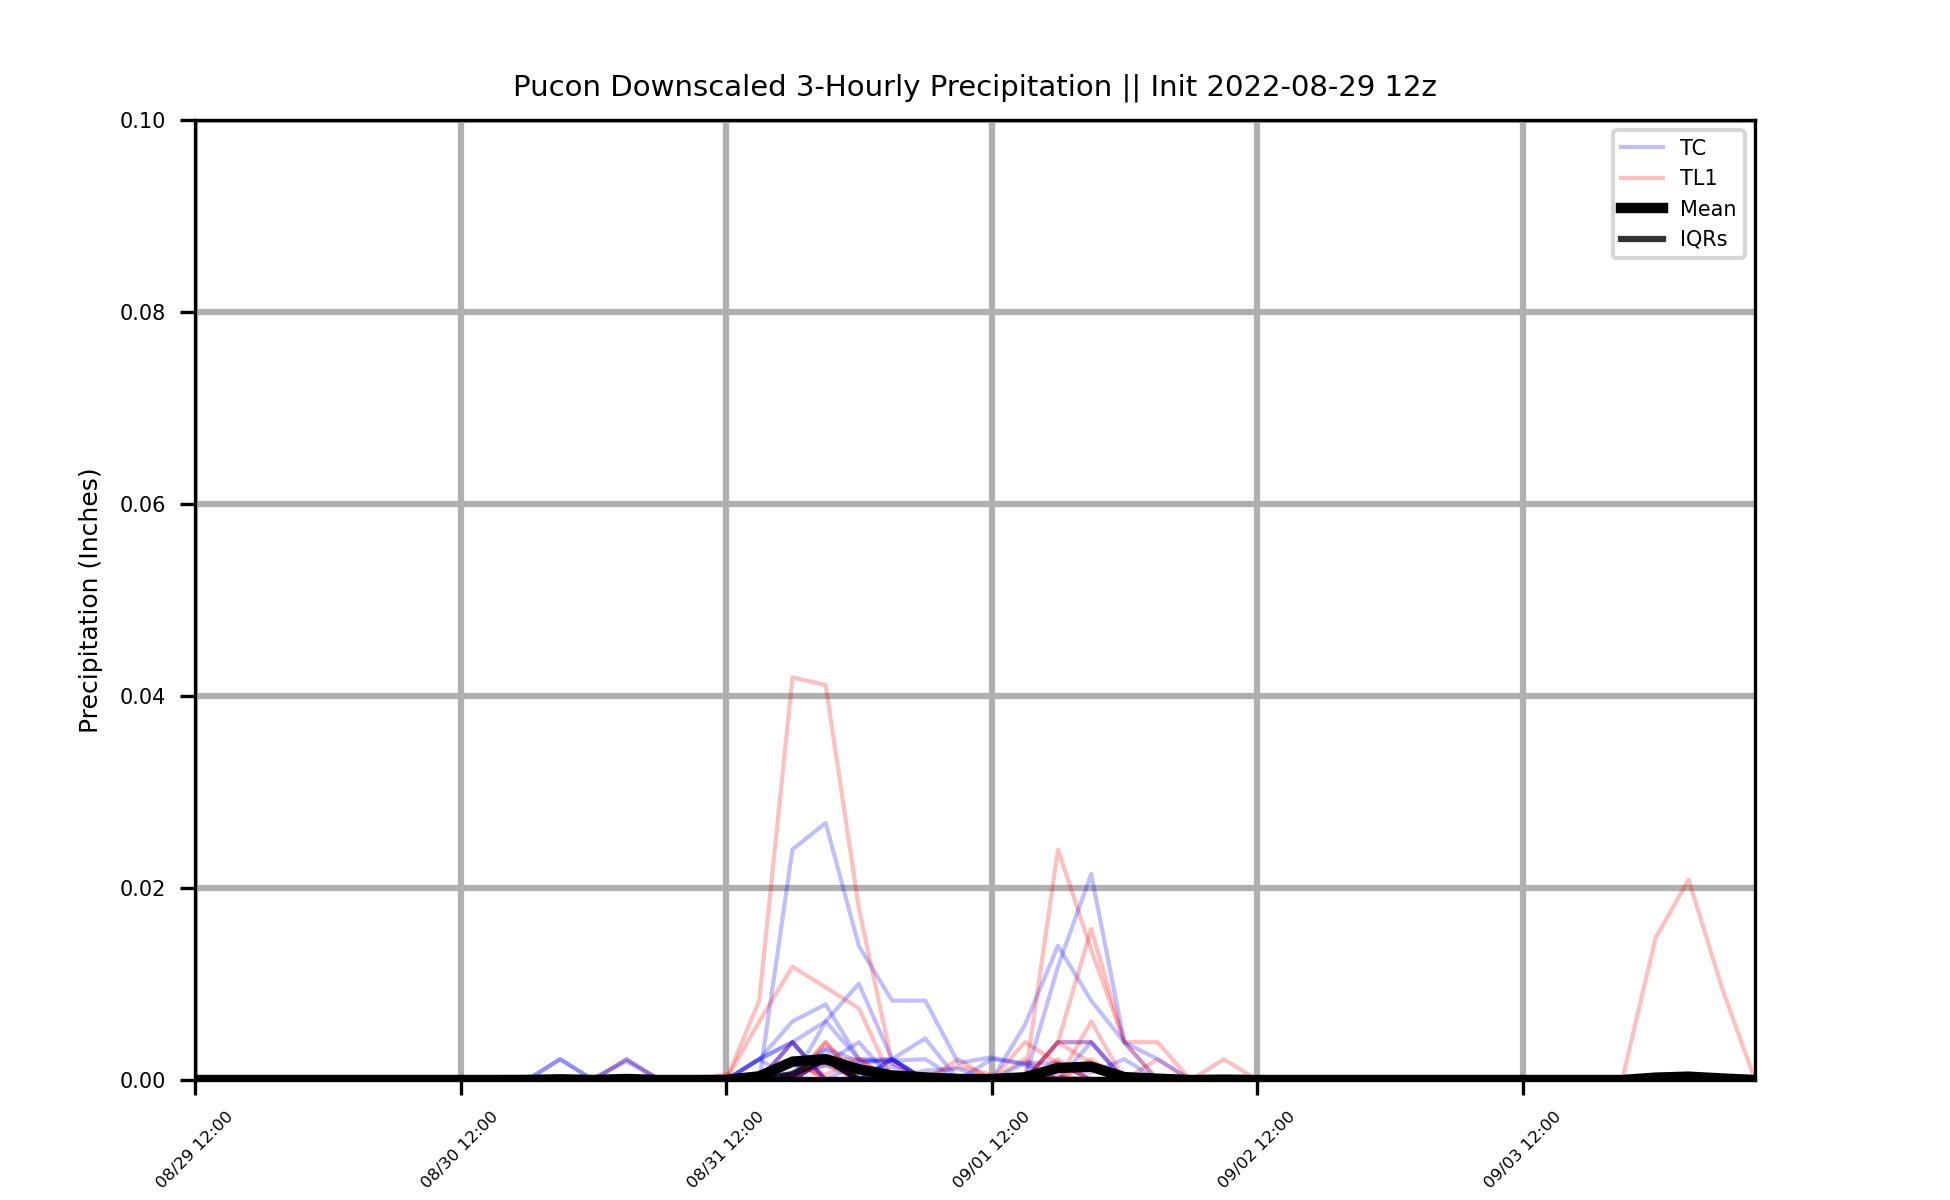 Pucon Downscaled 3-Hourly Precipitation || Init 2022-08-29 12z
Precipitation (Inches)
0.10
0.08
0.06
0.04
0.02
0.00
TC
TL1
Mean
IQRs
08/29 12:00
08/30 12:00
08/31 12:00
09/01 12:00
09/02 12:00
09/03 12:00